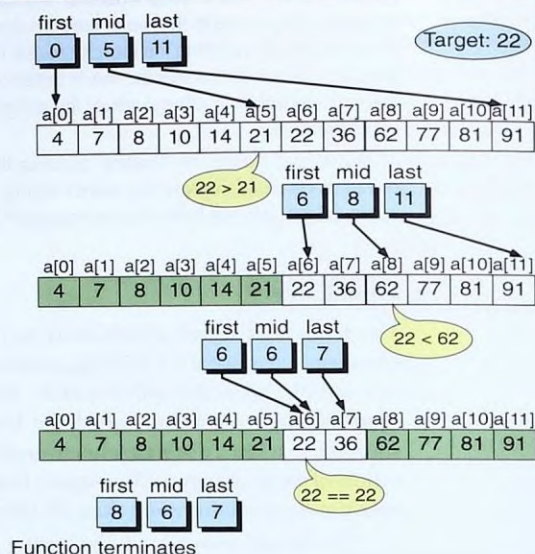 first mid last
0 5 11
Target: 22
a[0] a[1] a[2] a[3] a[4] a[5] a[6] a[7] a[8] a[9] a[10] a[11]
4 7 8 10 14 21 22 36 62 77 81 91
22 > 21
first mid last
6 8 11
a[0] a[1] a[2] a[3] a[4] a[5] a[6] a[7] a[8] a[9] a[10] a[11]
4 7 8 10 14 21 22 36 62 77 81 91
22 < 62
first mid last
6 6 7
a[0] a[1] a[2] a[3] a[4] a[5] a[6] a[7] a[8] a[9] a[10] a[11]
4 7 8 10 14 21 22 36 62 77 81 91
22 == 22
first mid last
8 6 7
Function terminates